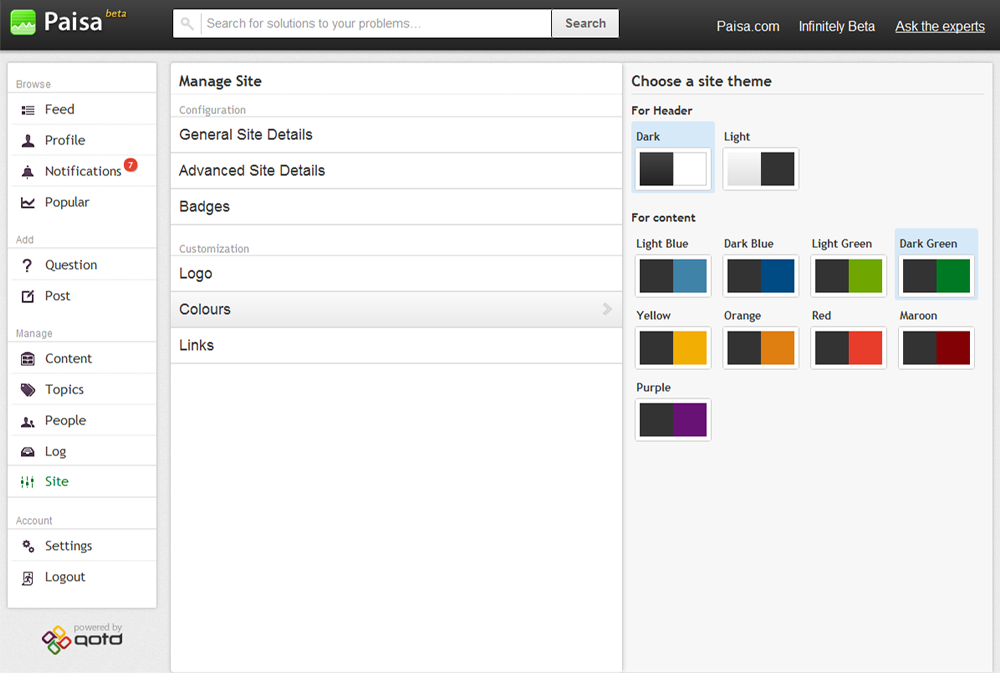 Paisa beta
Search for solutions to your problems...
Search
Paisa.com Infinitely Beta Ask the experts
Browse
Feed
Profile
Notifications 7
Popular
Add
Question
Post
Manage
Content
Topics
People
Log
Site
Account
Settings
Logout
powered by
qotd
Manage Site
Configuration
General Site Details
Advanced Site Details
Badges
Customization
Logo
Colours
Links
Choose a site theme
For Header
Dark Light
For content
Light Blue Dark Blue Light Green Dark Green
Yellow Orange Red Maroon
Purple